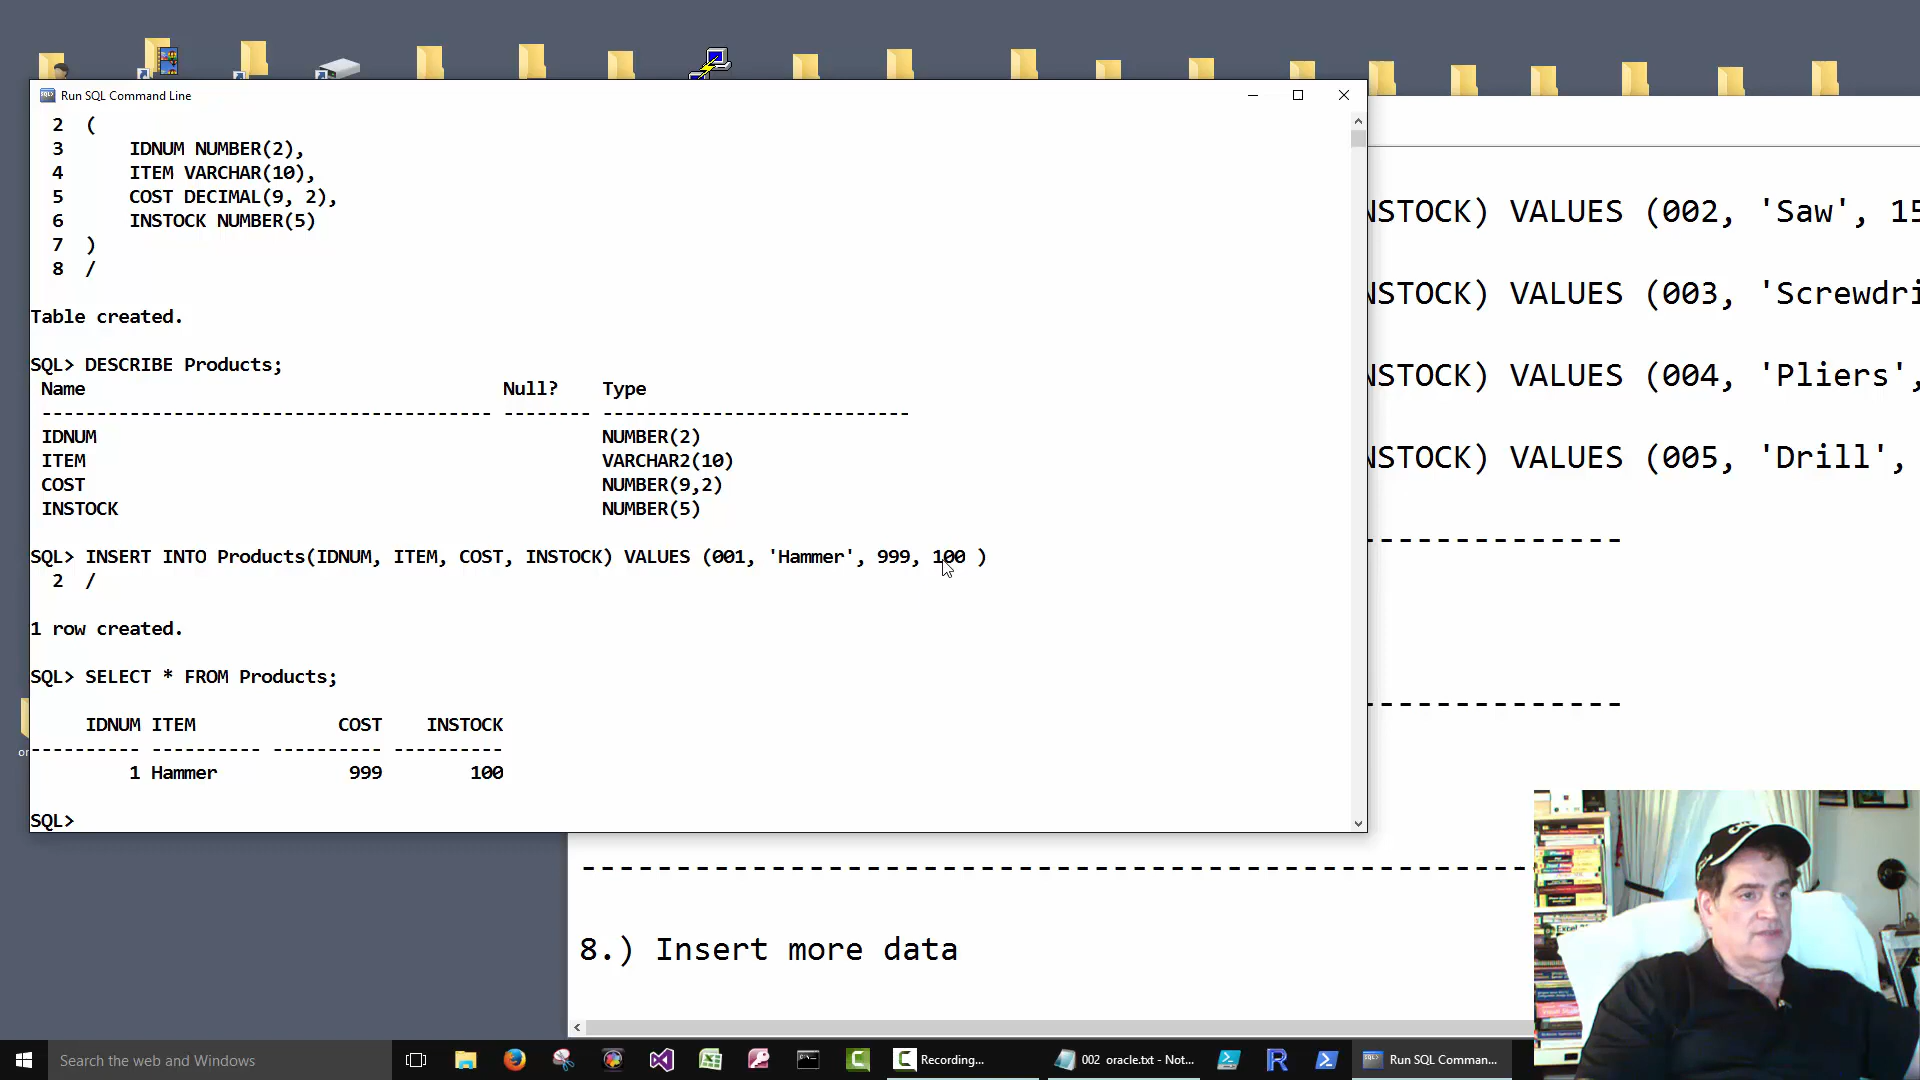 Run SQL Command Line
2 (
3 IDNUM NUMBER(2),
4 ITEM VARCHAR(10),
5 COST DECIMAL(9, 2),
6 INSTOCK NUMBER(5)
7 )
8 /
Table created.
SQL> DESCRIBE Products;
Name Null? Type
----------------------------------------- -------- ----------------------------
IDNUM NUMBER(2)
ITEM VARCHAR2(10)
COST NUMBER(9,2)
INSTOCK NUMBER(5)
SQL> INSERT INTO Products(IDNUM, ITEM, COST, INSTOCK) VALUES (001, 'Hammer', 999, 100 )
2 /
1 row created.
SQL> SELECT * FROM Products;
IDNUM ITEM COST INSTOCK
---------- ---------- ---------- ----------
1 Hammer 999 100
SQL>
NSTOCK) VALUES (002, 'Saw', 15
NSTOCK) VALUES (003, 'Screwdri
NSTOCK) VALUES (004, 'Pliers',
NSTOCK) VALUES (005, 'Drill',
8.) Insert more data
Search the web and Windows
Recording...
002 oracle.txt - Not...
Run SQL Comman...